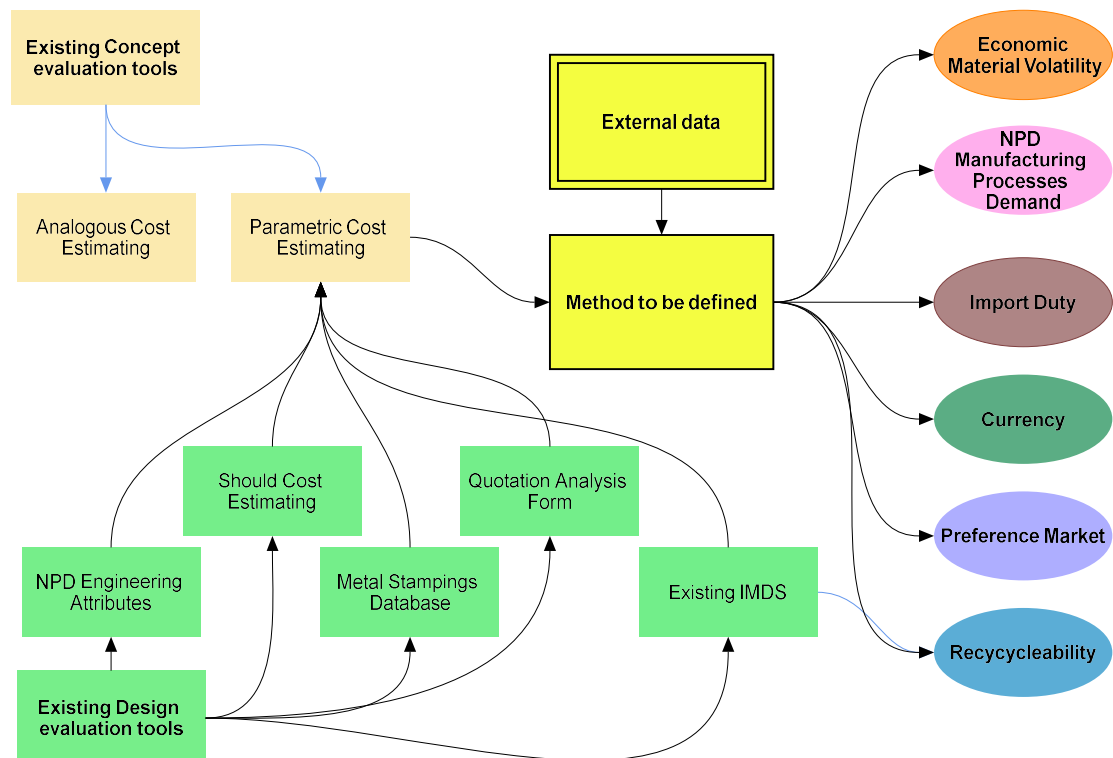 Existing Concept
evaluation tools
External data
Economic
Material Volatility
NPD
Manufacturing
Processes
Demand
Analogous Cost
Estimating
Parametric Cost
Estimating
Method to be defined
Import Duty
Currency
Should Cost
Estimating
Quotation Analysis
Form
Preference Market
NPD Engineering
Attributes
Metal Stampings
Database
Existing IMDS
Recycycleability
Existing Design
evaluation tools